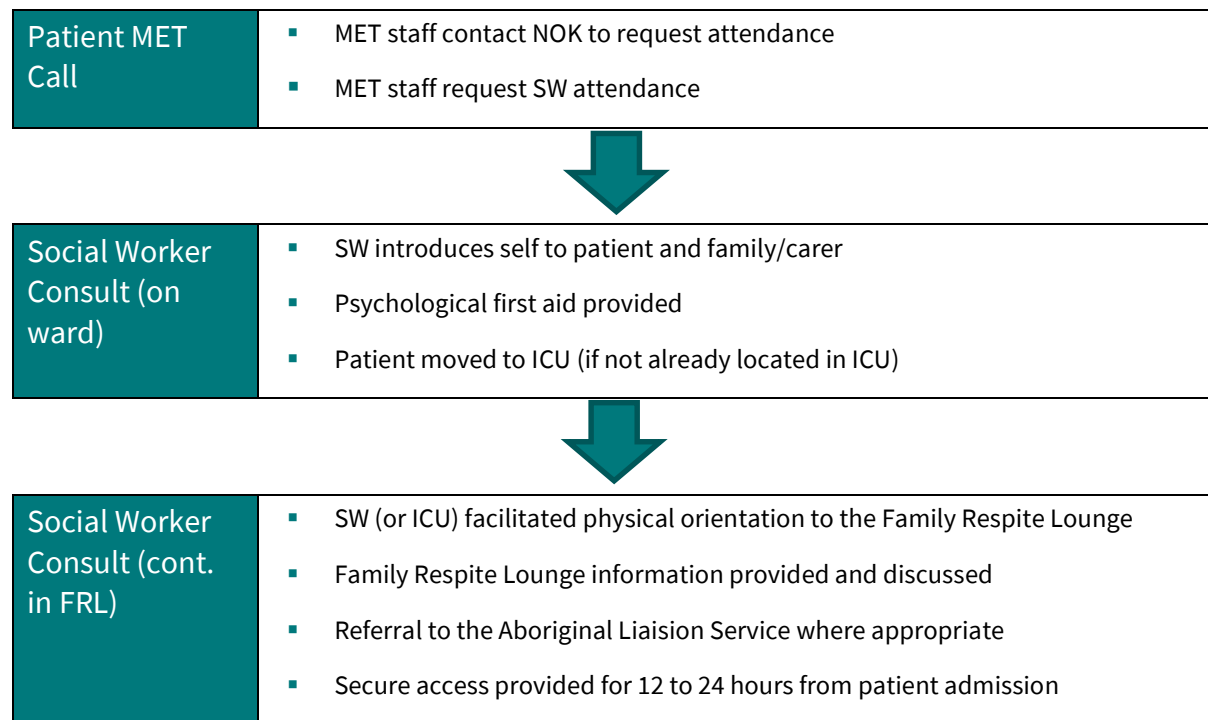 Patient MET
Call
▪ MET staff contact NOK to request attendance
▪ MET staff request SW attendance
Social Worker
Consult (on
ward)
▪ SW introduces self to patient and family/carer
▪ Psychological first aid provided
▪ Patient moved to ICU (if not already located in ICU)
Social Worker
Consult (cont.
in FRL)
▪ SW (or ICU) facilitated physical orientation to the Family Respite Lounge
▪ Family Respite Lounge information provided and discussed
▪ Referral to the Aboriginal Liaision Service where appropriate
▪ Secure access provided for 12 to 24 hours from patient admission